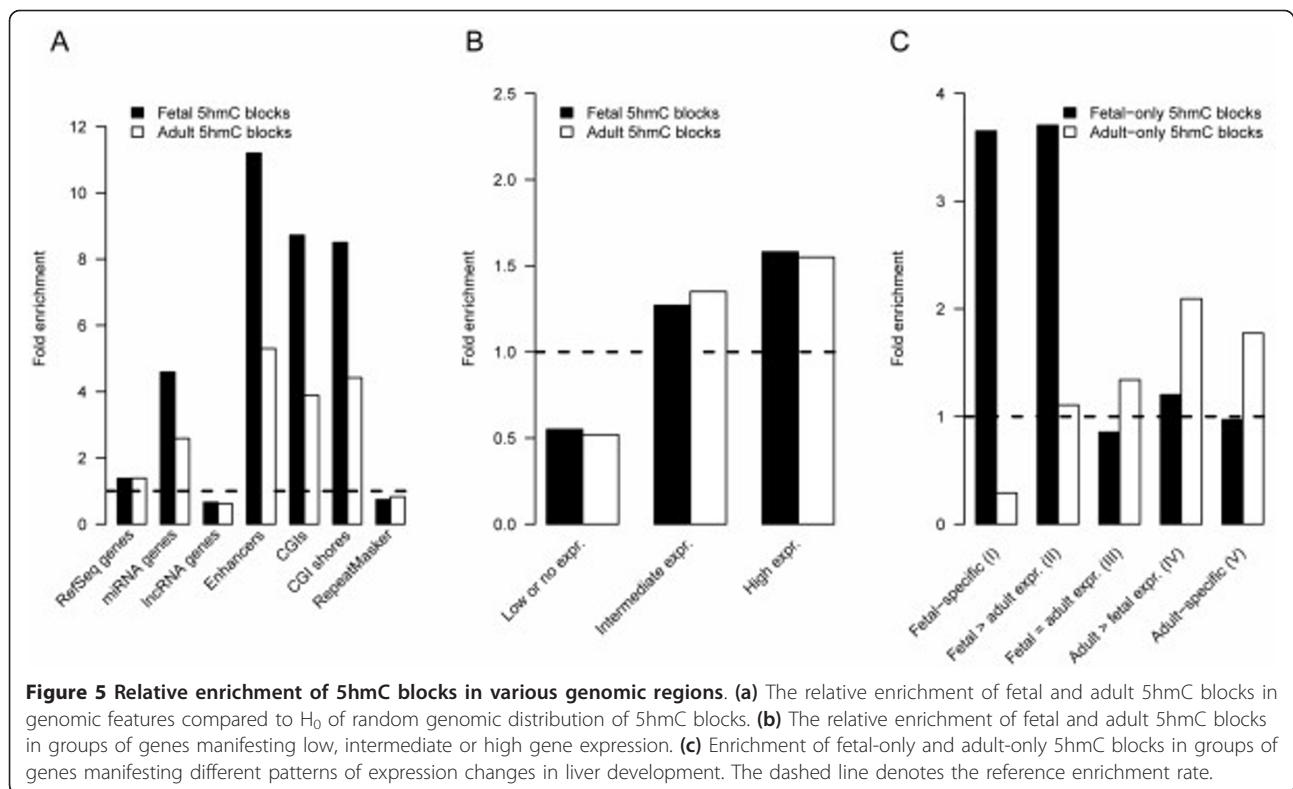 A
Fetal 5hmC blocks
Adult 5hmC blocks
Fold enrichment
12
10
8
6
4
2
0
RefSeq genes
miRNA genes
lncRNA genes
Enhancers
CGIs
CGI shores
RepeatMasker
B
Fetal 5hmC blocks
Adult 5hmC blocks
Fold enrichment
2.5
2.0
1.5
1.0
0.5
0.0
Low or no expr.
Intermediate expr.
High expr.
C
Fetal-only 5hmC blocks
Adult-only 5hmC blocks
Fold enrichment
4
3
2
1
0
Fetal-specific (I)
Fetal > adult expr. (II)
Fetal = adult expr. (III)
Adult > fetal expr. (IV)
Adult-specific (V)
Figure 5 Relative enrichment of 5hmC blocks in various genomic regions. (a) The relative enrichment of fetal and adult 5hmC blocks in
genomic features compared to H₀ of random genomic distribution of 5hmC blocks. (b) The relative enrichment of fetal and adult 5hmC blocks
in groups of genes manifesting low, intermediate or high gene expression. (c) Enrichment of fetal-only and adult-only 5hmC blocks in groups of
genes manifesting different patterns of expression changes in liver development. The dashed line denotes the reference enrichment rate.